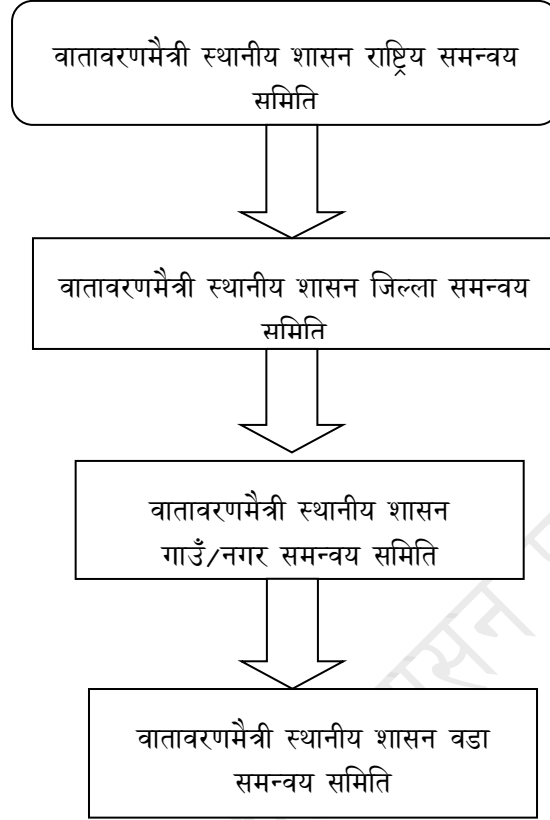 वातावरणमैत्री स्थानीय शासन राष्ट्रिय समन्वय
समिति
वातावरणमैत्री स्थानीय शासन जिल्ला समन्वय
समिति
वातावरणमैत्री स्थानीय शासन
गाउँ/नगर समन्वय समिति
वातावरणमैत्री स्थानीय शासन वडा
समन्वय समिति